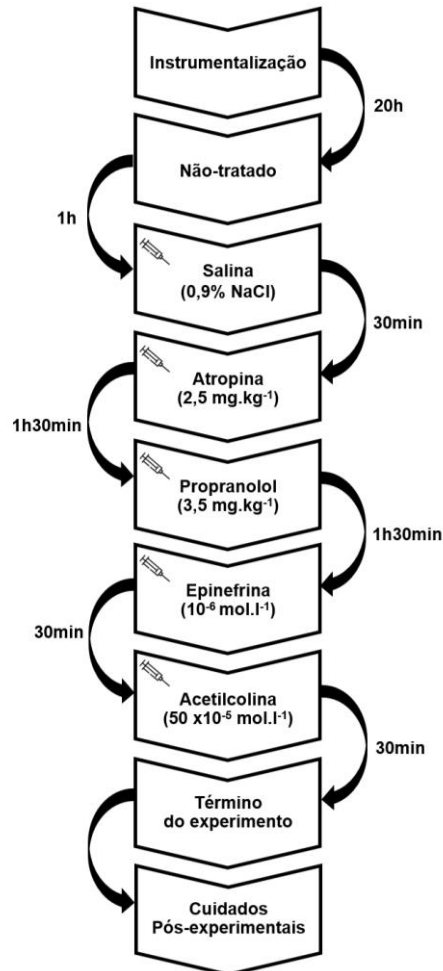 Instrumentalização
20h
Não-tratado
1h
Salina
(0,9% NaCl)
30min
Atropina
(2,5 mg.kg⁻¹)
1h30min
Propranolol
(3,5 mg.kg⁻¹)
1h30min
Epinefrina
(10⁻⁶ mol.l⁻¹)
30min
Acetilcolina
(50 x10⁻⁵ mol.l⁻¹)
30min
Término
do experimento
Cuidados
Pós-experimentais